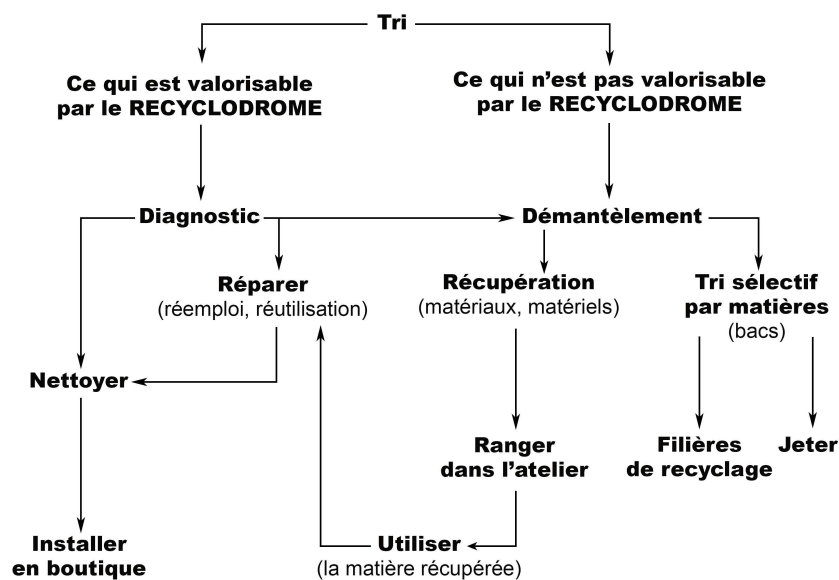 Tri
Ce qui est valorisable
par le RECYCLODROME
Ce qui n'est pas valorisable
par le RECYCLODROME
Diagnostic
Démantèlement
Réparer
(réemploi, réutilisation)
Récupération
(matériaux, matériels)
Tri sélectif
par matières
(bacs)
Nettoyer
Ranger
dans l'atelier
Filières
de recyclage
Jeter
Installer
en boutique
Utiliser
(la matière récupérée)